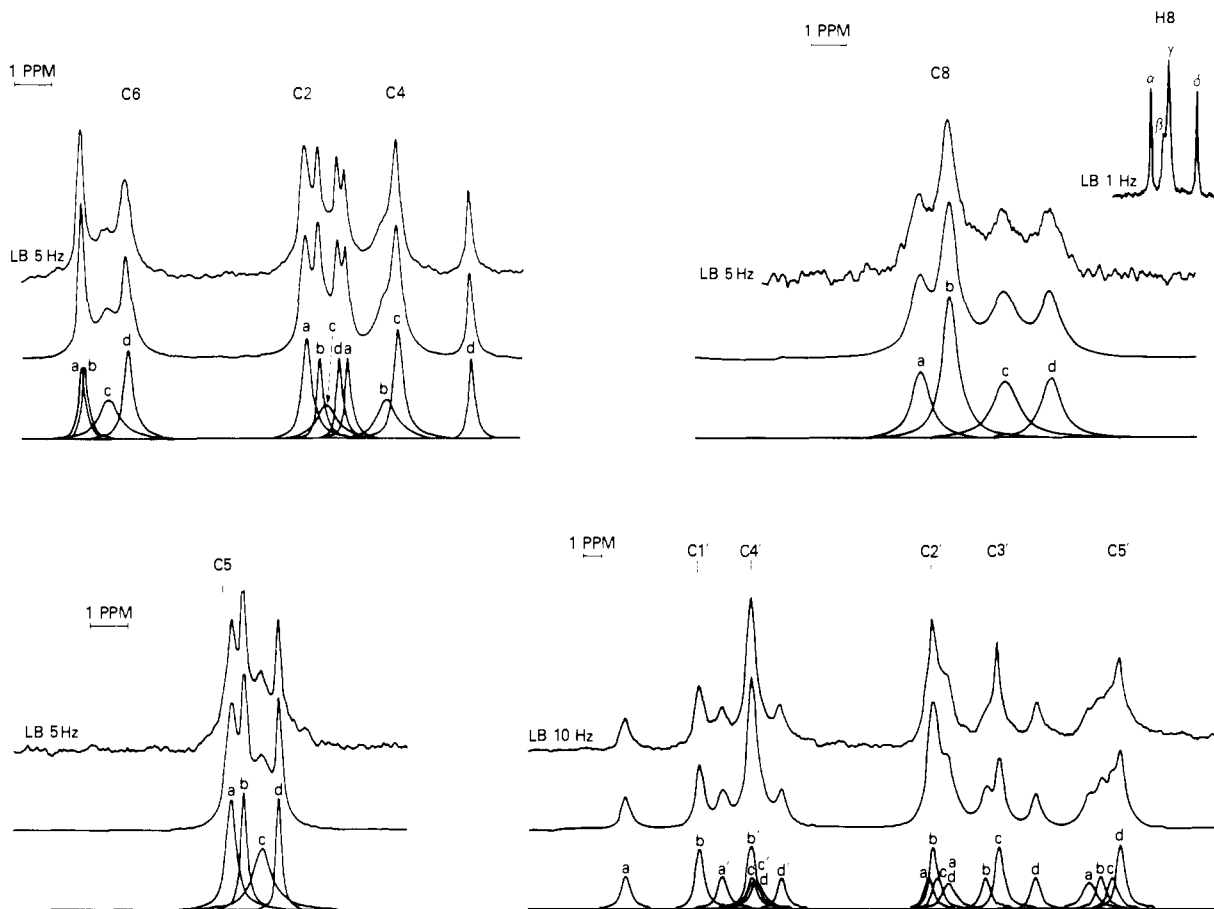 1 PPM
C6
C2
C4
LB 5 Hz
a b
c
d
a
b
c
d a
b
c
d
1 PPM
C8
H8
α
β
γ
δ
LB 1 Hz
LB 5 Hz
a
b
c
d
C5
1 PPM
LB 5 Hz
a
b
c
d
1 PPM
C1′
C4′
C2′
C3′
C5′
LB 10 Hz
a
b
a′
b′
c c′
d
d′
b
a
a c d
b
c
d
a
b c
d